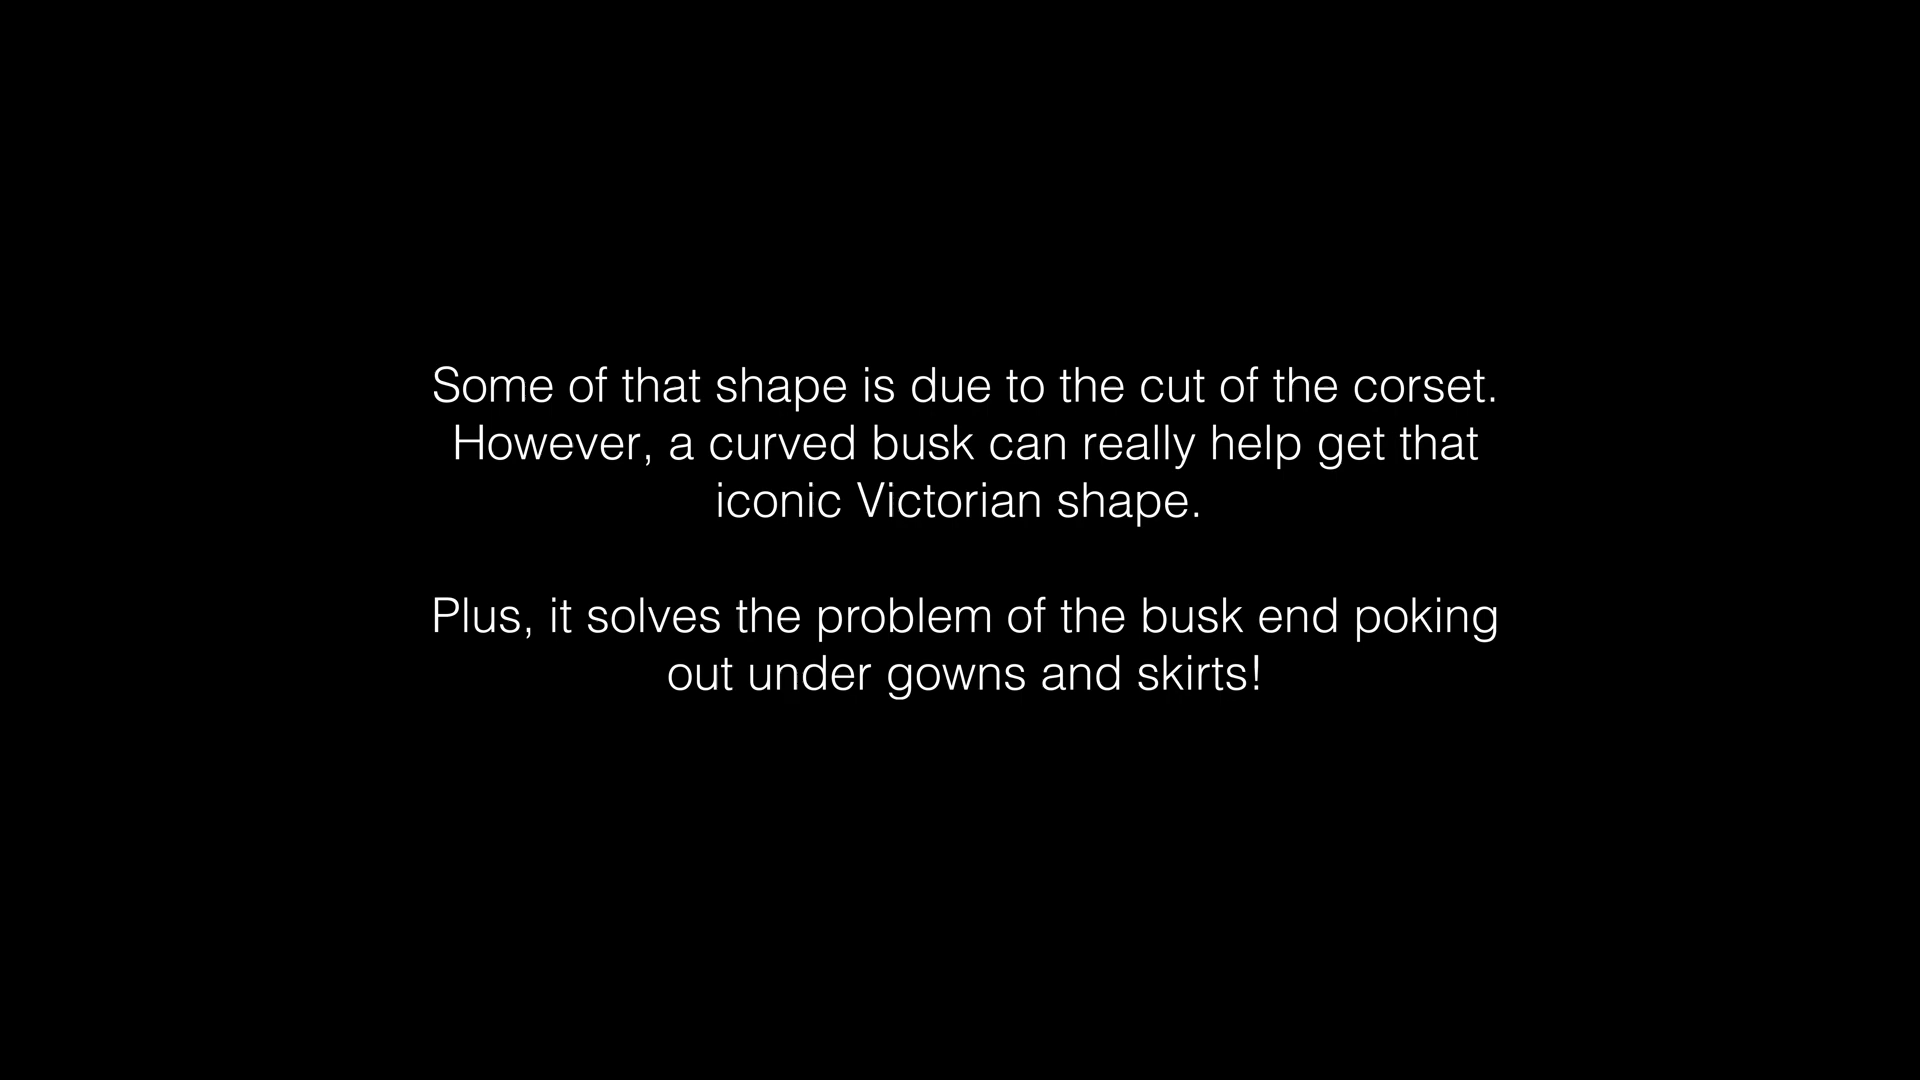 Some of that shape is due to the cut of the corset.
However, a curved busk can really help get that
iconic Victorian shape.
Plus, it solves the problem of the busk end poking
out under gowns and skirts!